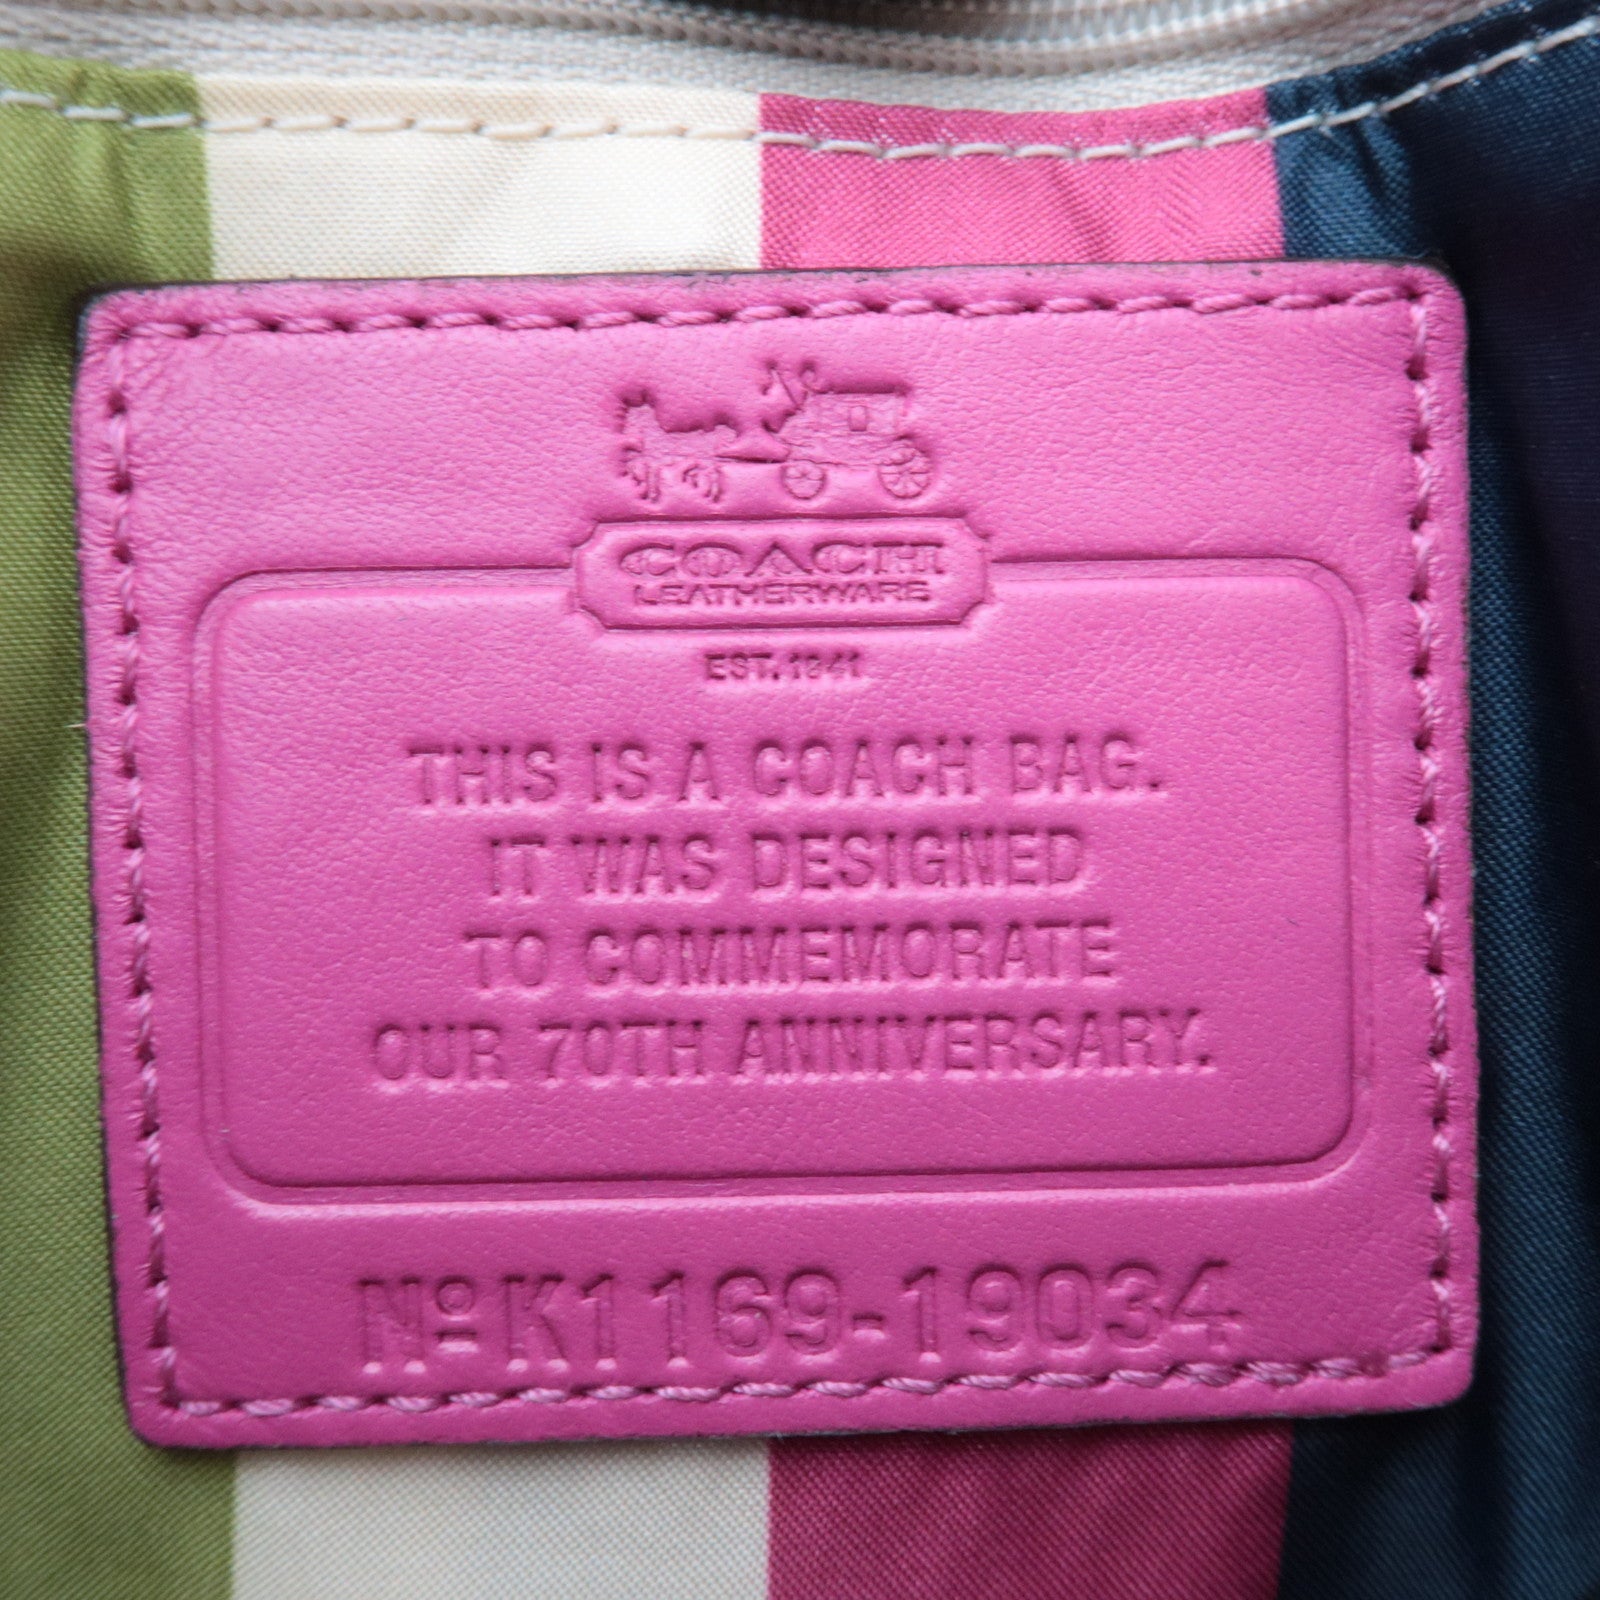 COACH
LEATHERWARE
EST. 1941
THIS IS A COACH BAG.
IT WAS DESIGNED
TO COMMEMORATE
OUR 70TH ANNIVERSARY.
Nº K1169-19034